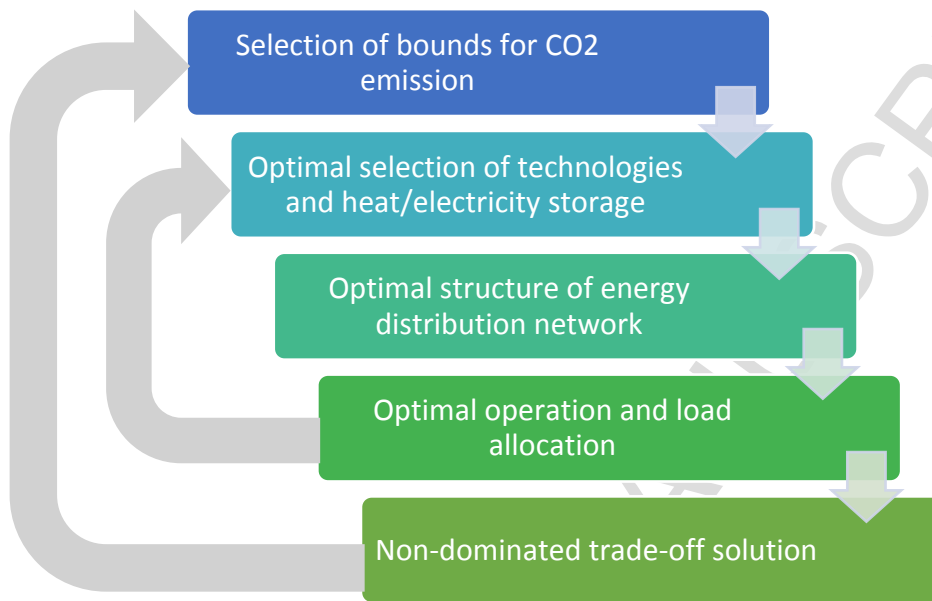 Selection of bounds for CO2
emission
Optimal selection of technologies
and heat/electricity storage
Optimal structure of energy
distribution network
Optimal operation and load
allocation
Non-dominated trade-off solution